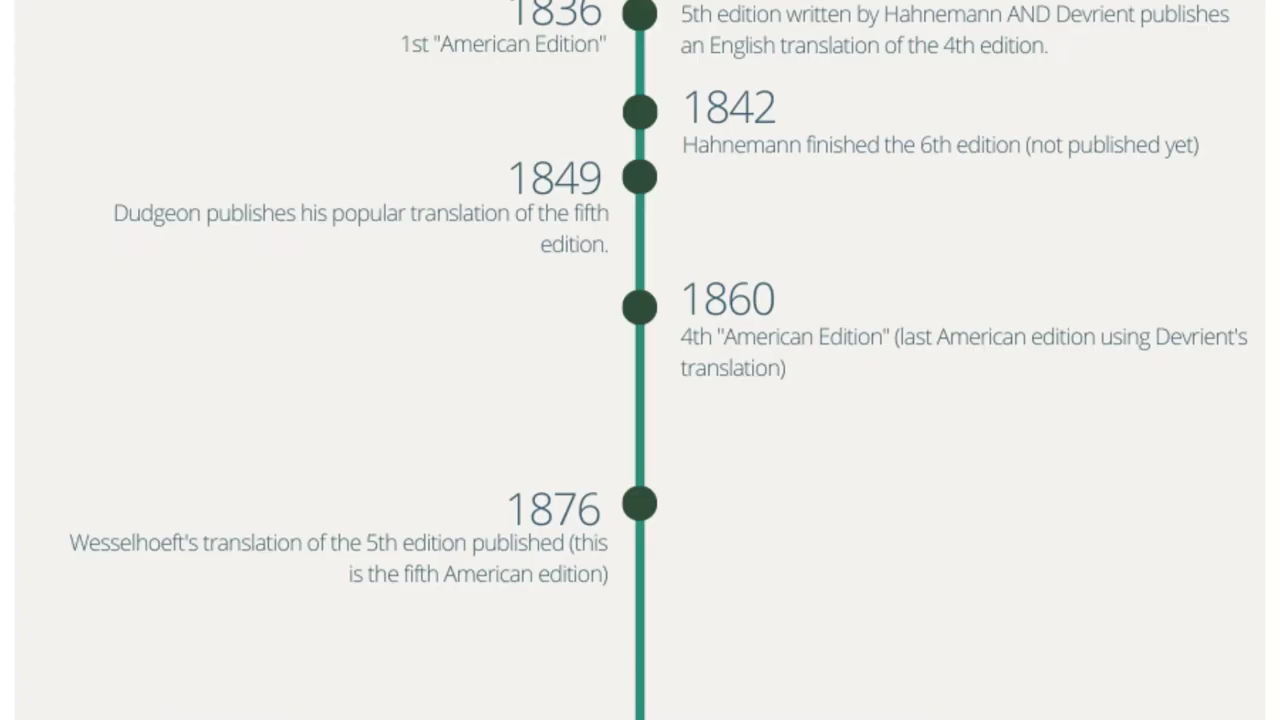 1836
1st "American Edition"
5th edition written by Hahnemann AND Devrient publishes
an English translation of the 4th edition.
1842
Hahnemann finished the 6th edition (not published yet)
1849
Dudgeon publishes his popular translation of the fifth
edition.
1860
4th "American Edition" (last American edition using Devrient's
translation)
1876
Wesselhoeft's translation of the 5th edition published (this
is the fifth American edition)